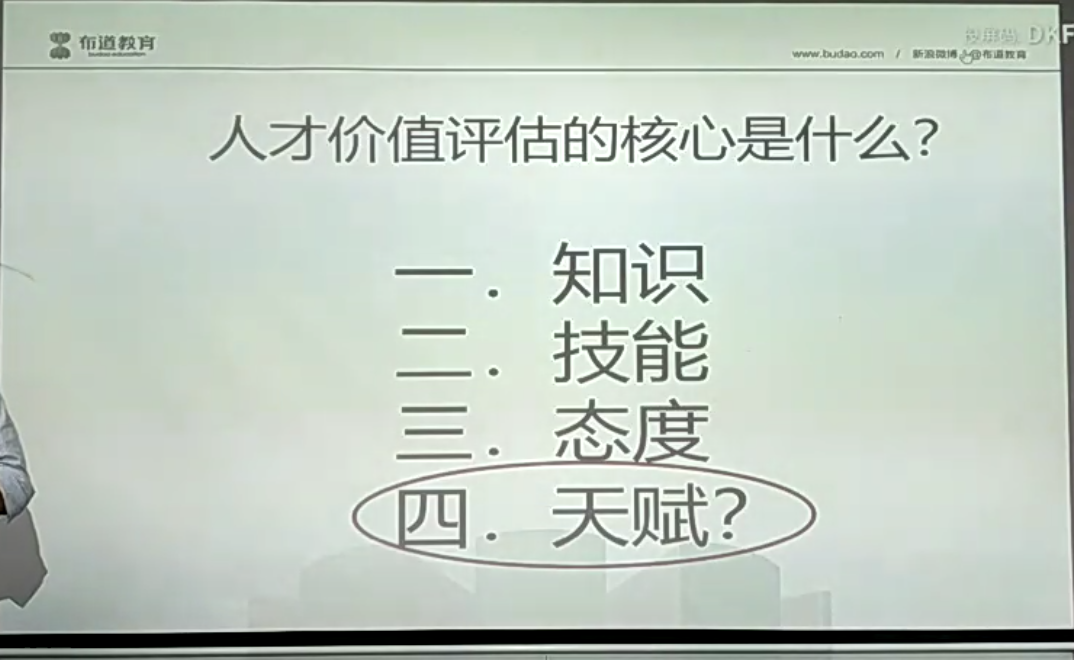 布道教育
投屏码: DKF
www.budao.com / 新浪微博 @布道教育
人才价值评估的核心是什么?
一. 知识
二. 技能
三. 态度
四. 天赋?